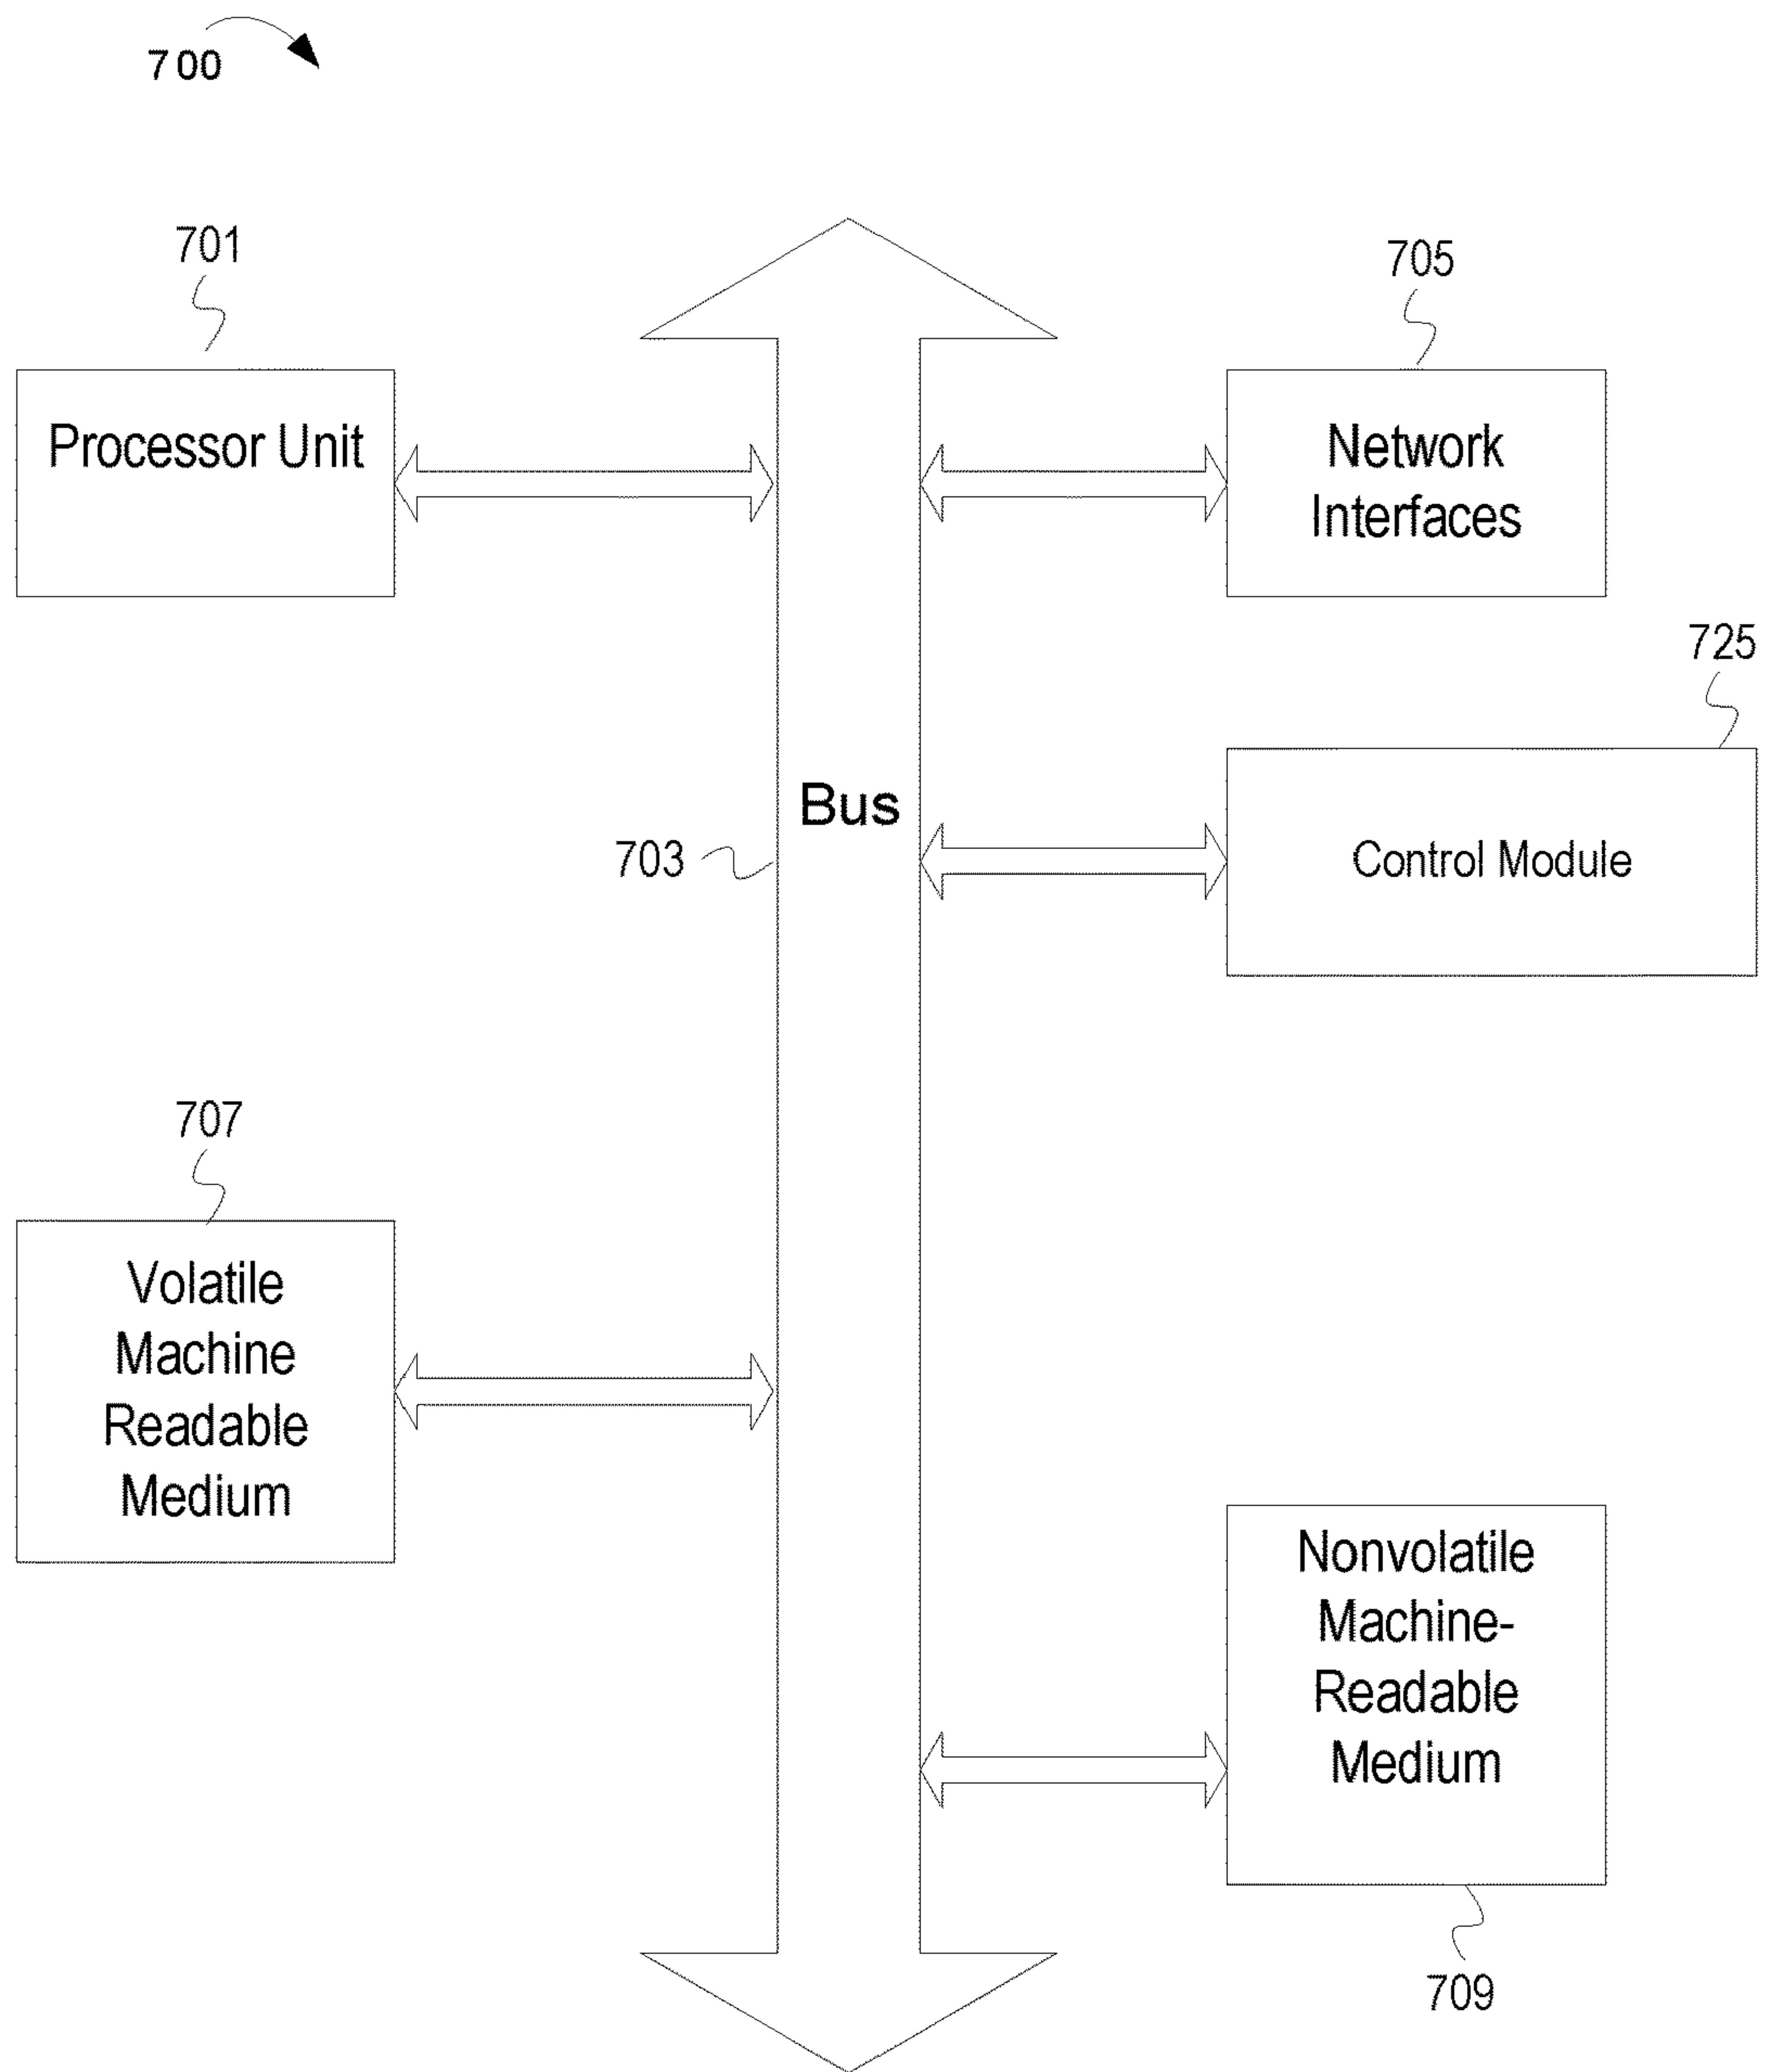 700
701
705
Processor Unit
Network
Interfaces
725
Bus
703
Control Module
707
Volatile
Machine
Readable
Medium
Nonvolatile
Machine-
Readable
Medium
709